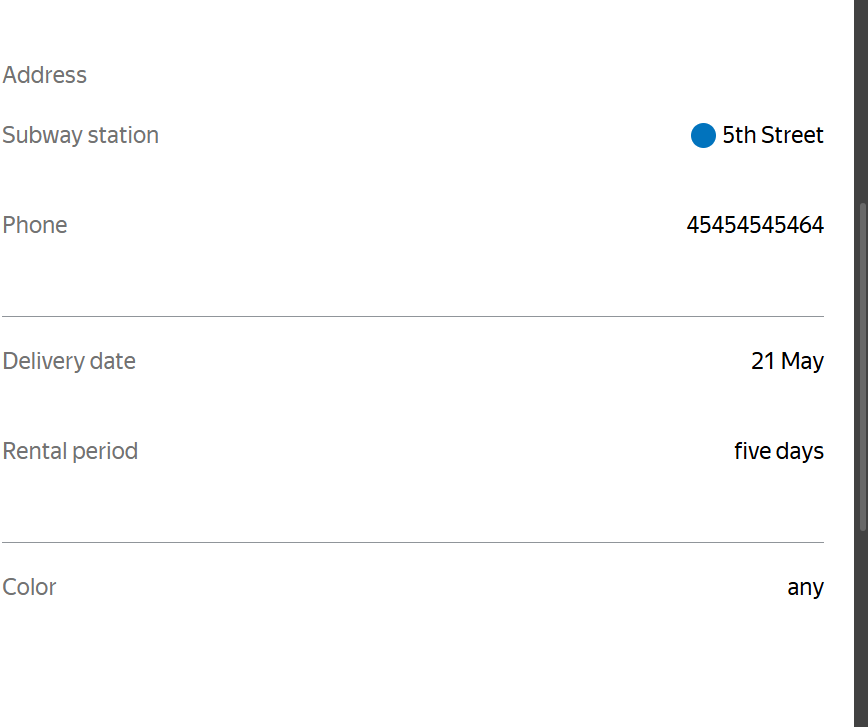 Address
Subway station 5th Street
Phone 45454545464
Delivery date 21 May
Rental period five days
Color any